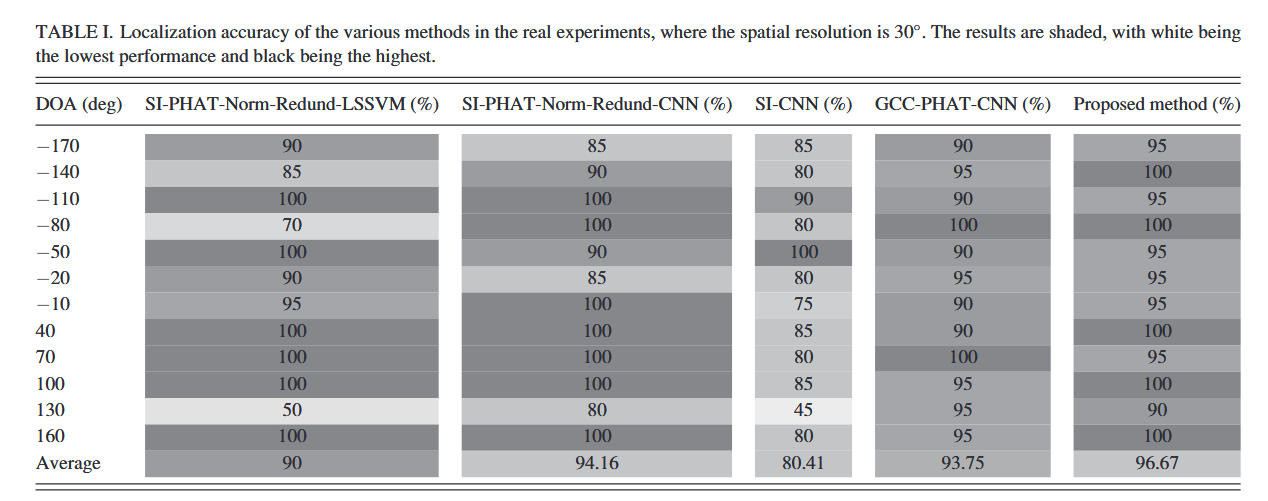 TABLE I. Localization accuracy of the various methods in the real experiments, where the spatial resolution is 30°. The results are shaded, with white being
the lowest performance and black being the highest.
DOA (deg) SI-PHAT-Norm-Redund-LSSVM (%) SI-PHAT-Norm-Redund-CNN (%) SI-CNN (%) GCC-PHAT-CNN (%) Proposed method (%)
−170 90 85 85 90 95
−140 85 90 80 95 100
−110 100 100 90 90 95
−80 70 100 80 100 100
−50 100 90 100 90 95
−20 90 85 80 95 95
−10 95 100 75 90 95
40 100 100 85 90 100
70 100 100 80 100 95
100 100 100 85 95 100
130 50 80 45 95 90
160 100 100 80 95 100
Average 90 94.16 80.41 93.75 96.67